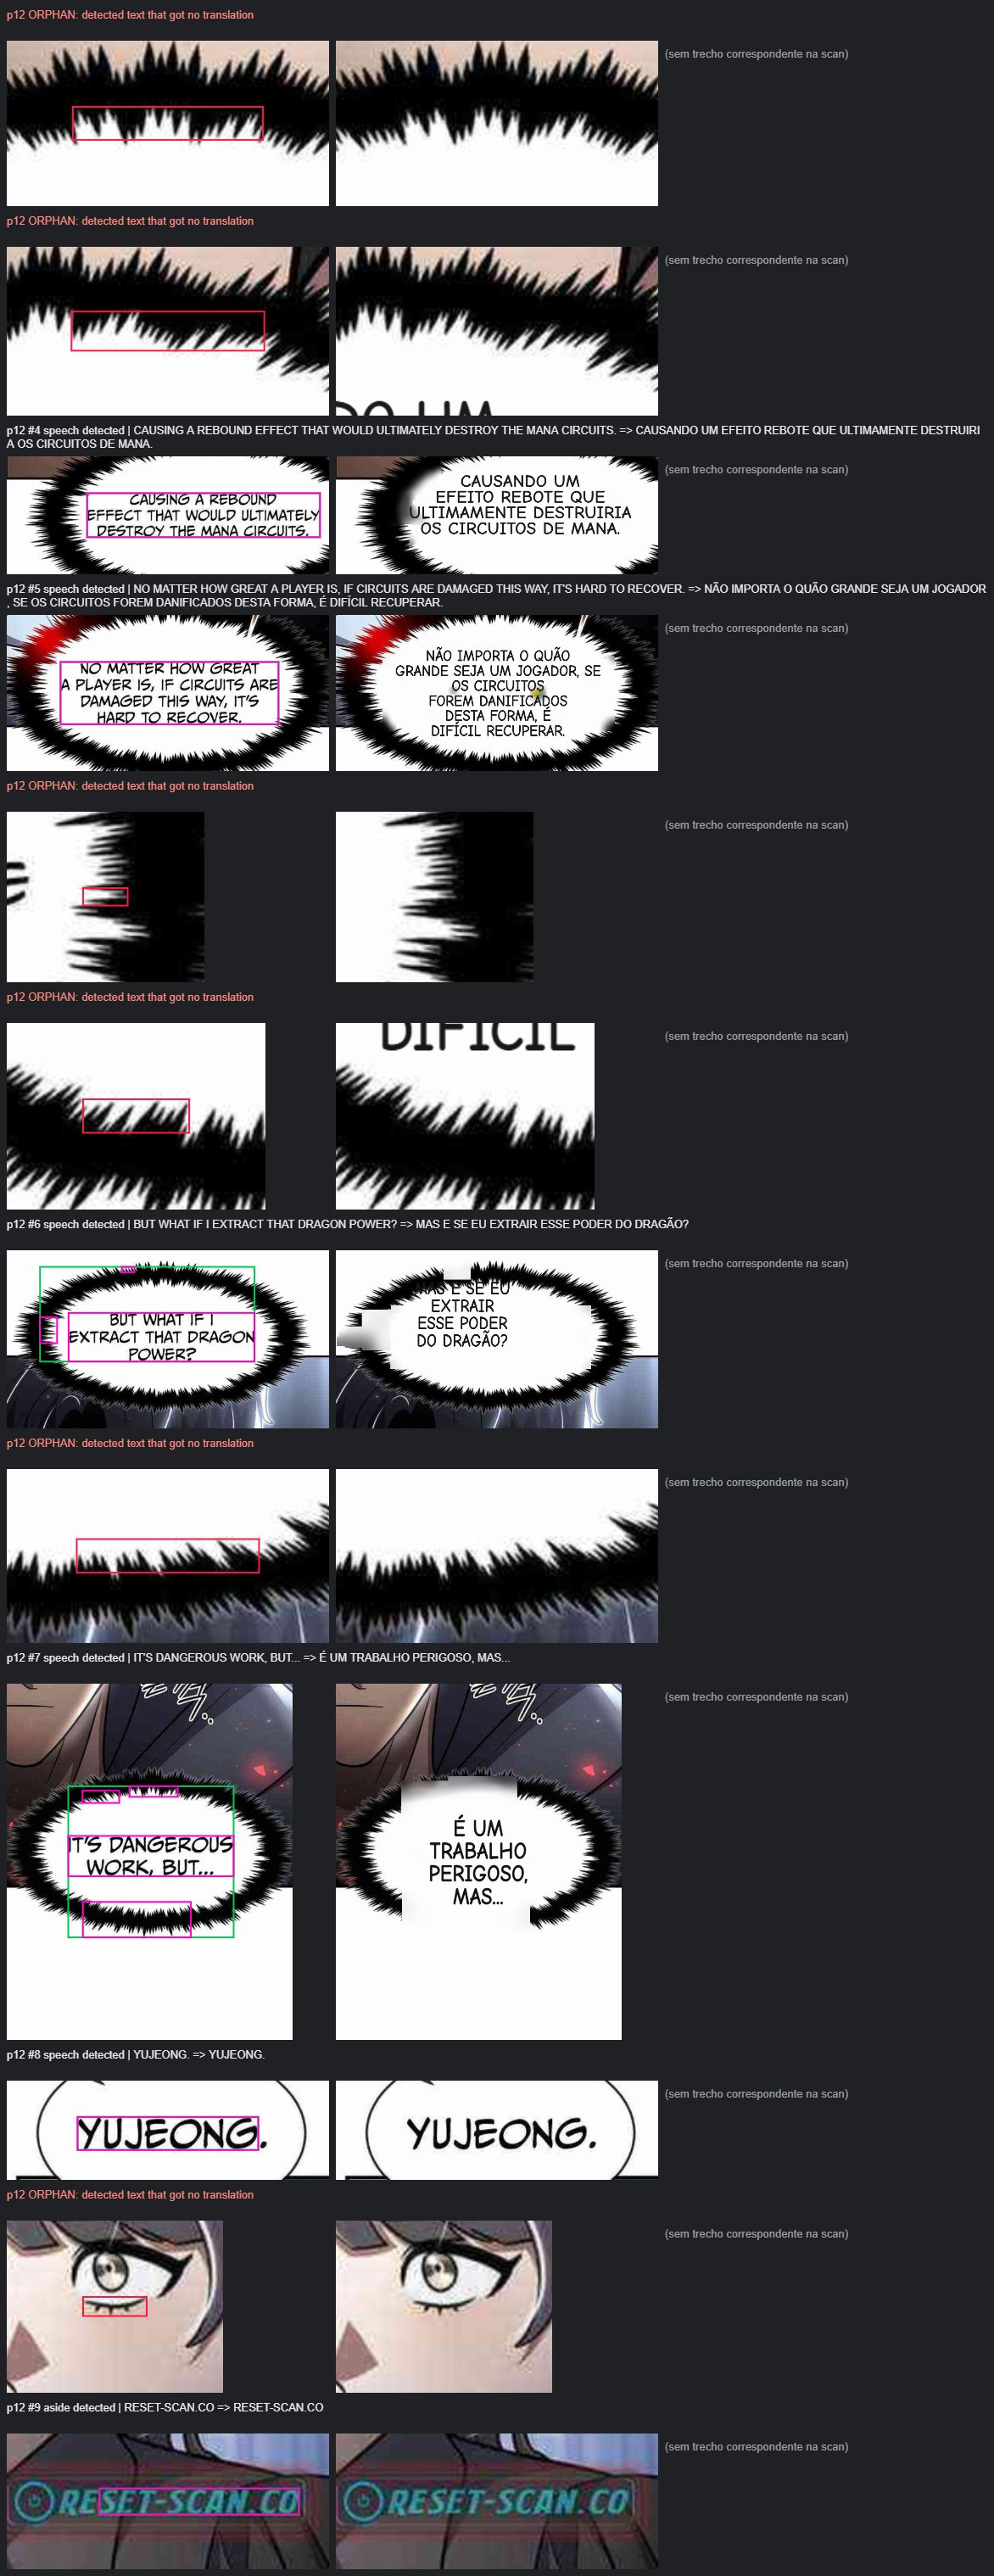 p12 ORPHAN: detected text that got no translation
(sem trecho correspondente na scan)
p12 ORPHAN: detected text that got no translation
(sem trecho correspondente na scan)
DO UM
p12 #4 speech detected | CAUSING A REBOUND EFFECT THAT WOULD ULTIMATELY DESTROY THE MANA CIRCUITS. => CAUSANDO UM EFEITO REBOTE QUE ULTIMAMENTE DESTRUIRI
A OS CIRCUITOS DE MANA.
CAUSING A REBOUND
EFFECT THAT WOULD ULTIMATELY
DESTROY THE MANA CIRCUITS.
CAUSANDO UM
EFEITO REBOTE QUE
ULTIMAMENTE DESTRUIRIA
OS CIRCUITOS DE MANA.
(sem trecho correspondente na scan)
p12 #5 speech detected | NO MATTER HOW GREAT A PLAYER IS, IF CIRCUITS ARE DAMAGED THIS WAY, IT'S HARD TO RECOVER. => NÃO IMPORTA O QUÃO GRANDE SEJA UM JOGADOR
, SE OS CIRCUITOS FOREM DANIFICADOS DESTA FORMA, É DIFÍCIL RECUPERAR.
NO MATTER HOW GREAT
A PLAYER IS, IF CIRCUITS ARE
DAMAGED THIS WAY, IT'S
HARD TO RECOVER.
NÃO IMPORTA O QUÃO
GRANDE SEJA UM JOGADOR, SE
OS CIRCUITOS
FOREM DANIFICADOS
DESTA FORMA, É
DIFÍCIL RECUPERAR.
(sem trecho correspondente na scan)
p12 ORPHAN: detected text that got no translation
(sem trecho correspondente na scan)
p12 ORPHAN: detected text that got no translation
DIFÍCIL
(sem trecho correspondente na scan)
p12 #6 speech detected | BUT WHAT IF I EXTRACT THAT DRAGON POWER? => MAS E SE EU EXTRAIR ESSE PODER DO DRAGÃO?
BUT WHAT IF I
EXTRACT THAT DRAGON
POWER?
MAS E SE EU
EXTRAIR
ESSE PODER
DO DRAGÃO?
(sem trecho correspondente na scan)
p12 ORPHAN: detected text that got no translation
(sem trecho correspondente na scan)
p12 #7 speech detected | IT'S DANGEROUS WORK, BUT... => É UM TRABALHO PERIGOSO, MAS...
IT'S DANGEROUS
WORK, BUT...
É UM
TRABALHO
PERIGOSO,
MAS...
(sem trecho correspondente na scan)
p12 #8 speech detected | YUJEONG. => YUJEONG.
YUJEONG.
YUJEONG.
(sem trecho correspondente na scan)
p12 ORPHAN: detected text that got no translation
(sem trecho correspondente na scan)
p12 #9 aside detected | RESET-SCAN.CO => RESET-SCAN.CO
RESET-SCAN.CO
RESET-SCAN.CO
(sem trecho correspondente na scan)